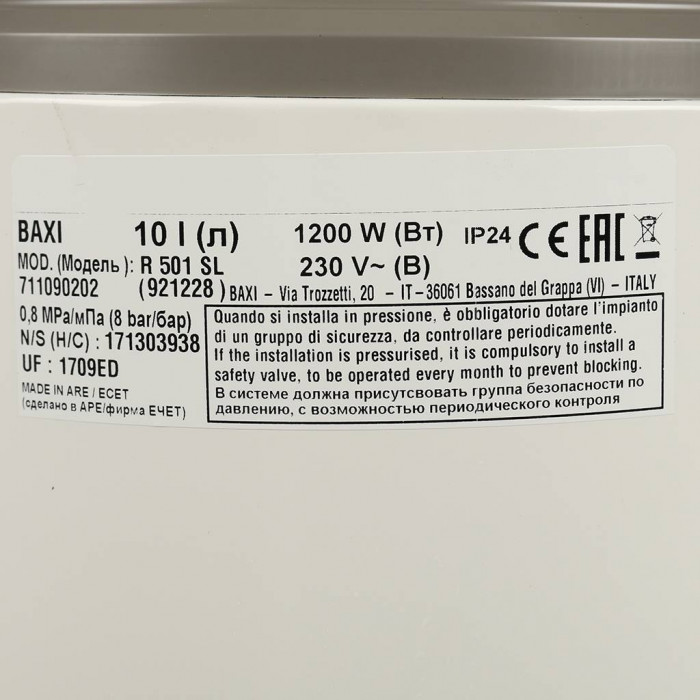 BAXI 10 l (л) 1200 W (Вт) IP24 CE EAC
MOD. (Модель ): R 501 SL 230 V~ (В)
711090202 (921228 ) BAXI – Via Trozzetti, 20 – IT–36061 Bassano del Grappa (VI) – ITALY
0,8 MPa/мПа (8 bar/бар)
N/S (Н/С) : 171303938
UF : 1709ED
MADE IN ARE / ECET
(сделано в АРЕ/фирма ЕЧЕТ)
Quando si installa in pressione, è obbligatorio dotare l'impianto
di un gruppo di sicurezza, da controllare periodicamente.
If the installation is pressurised, it is compulsory to install a
safety valve, to be operated every month to prevent blocking.
В системе должна присутсвовать группа безопасности по
давлению, с возможностью периодического контроля